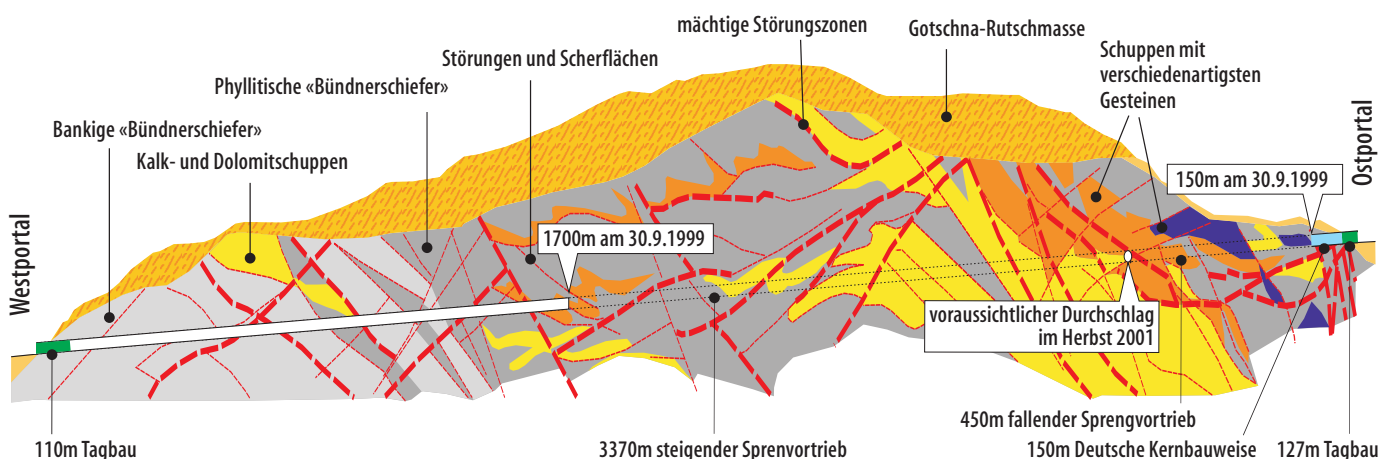 mächtige Störungszonen
Gotschna-Rutschmasse
Störungen und Scherflächen
Schuppen mit
verschiedenartigsten
Gesteinen
Phyllitische «Bündnerschiefer»
Bankige «Bündnerschiefer»
Kalk- und Dolomitschuppen
Ostportal
150m am 30.9.1999
Westportal
1700m am 30.9.1999
voraussichtlicher Durchschlag
im Herbst 2001
450m fallender Sprengvortrieb
110m Tagbau
3370m steigender Sprenvortrieb
150m Deutsche Kernbauweise
127m Tagbau